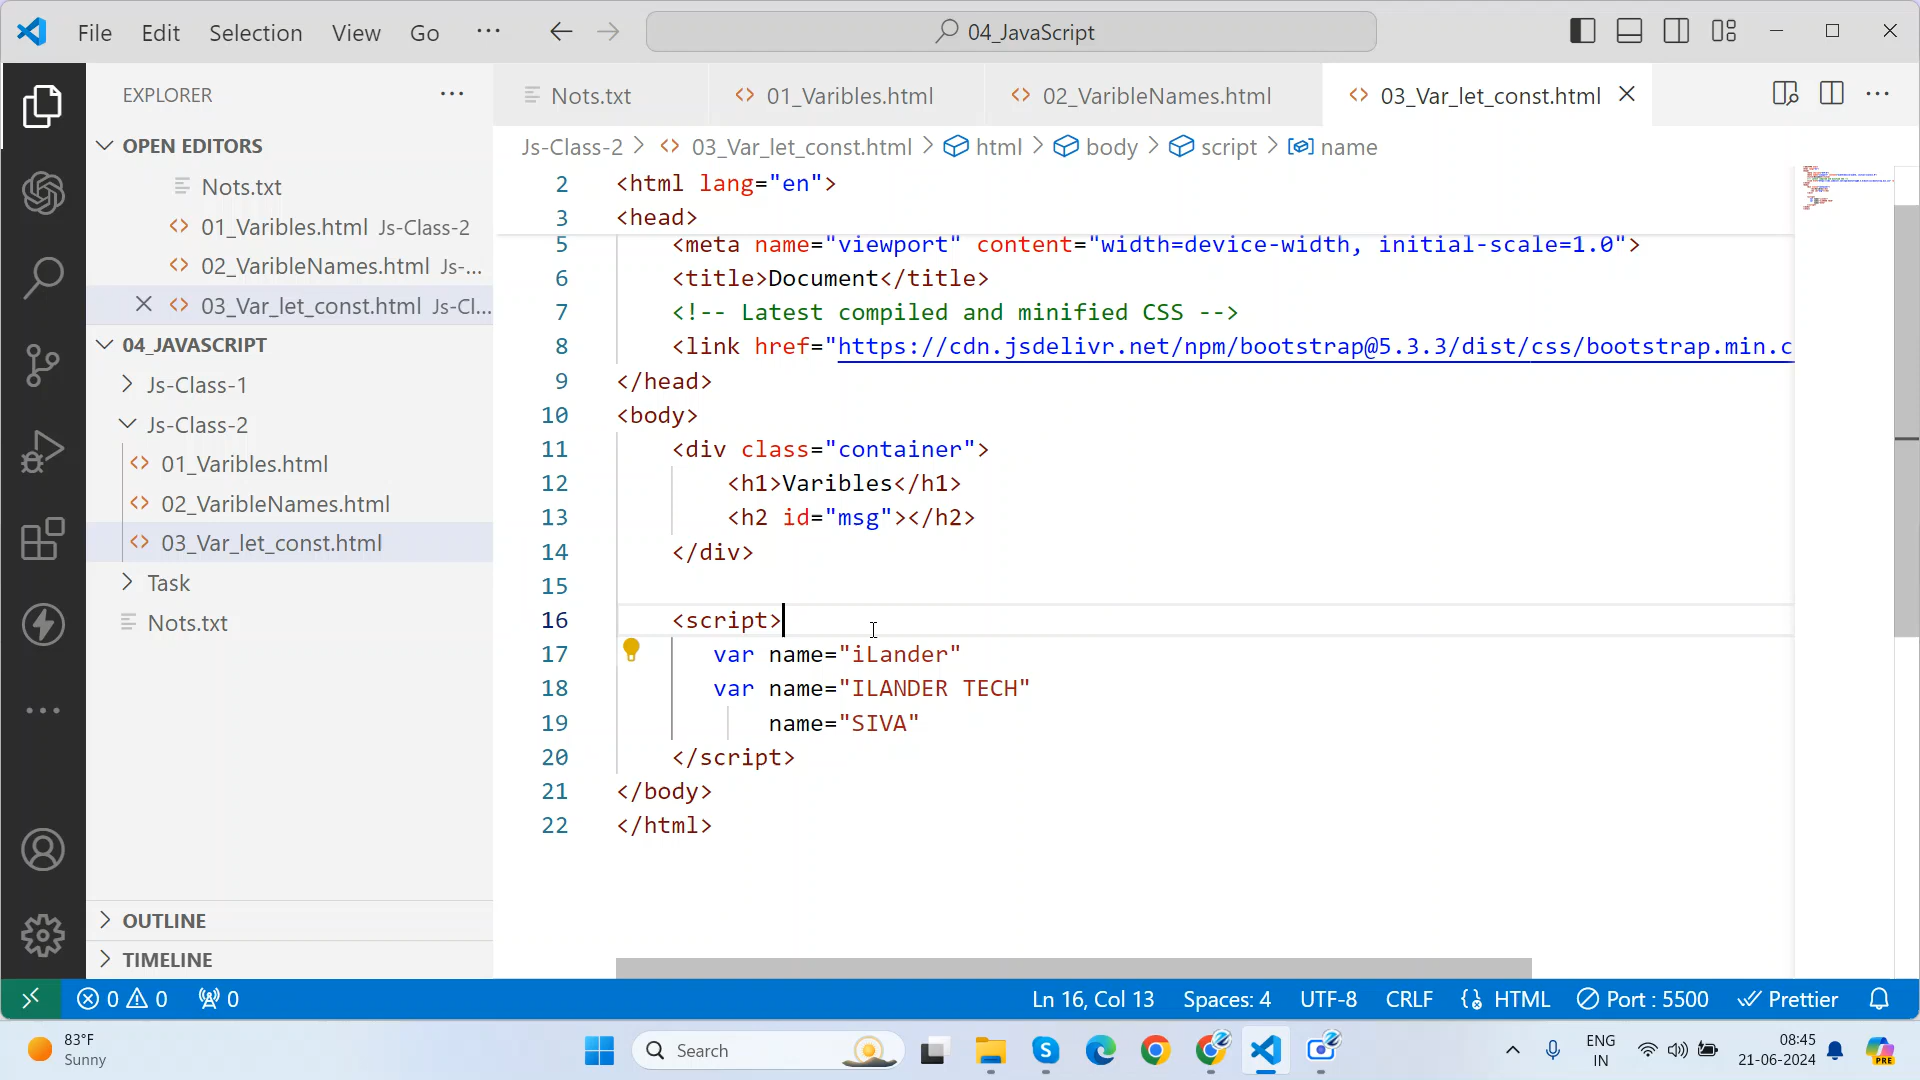 File Edit Selection View Go ···
04_JavaScript
EXPLORER
Nots.txt
01_Varibles.html
02_VaribleNames.html
03_Var_let_const.html
OPEN EDITORS
Nots.txt
01_Varibles.html Js-Class-2
02_VaribleNames.html Js-...
03_Var_let_const.html Js-Cl...
04_JAVASCRIPT
Js-Class-1
Js-Class-2
01_Varibles.html
02_VaribleNames.html
03_Var_let_const.html
Task
Nots.txt
OUTLINE
TIMELINE
Js-Class-2 > 03_Var_let_const.html > html > body > script > name
2 <html lang="en">
3 <head>
5 <meta name="viewport" content="width=device-width, initial-scale=1.0">
6 <title>Document</title>
7 <!-- Latest compiled and minified CSS -->
8 <link href="https://cdn.jsdelivr.net/npm/bootstrap@5.3.3/dist/css/bootstrap.min.c
9 </head>
10 <body>
11 <div class="container">
12 <h1>Varibles</h1>
13 <h2 id="msg"></h2>
14 </div>
15
16 <script>
17 var name="iLander"
18 var name="ILANDER TECH"
19 name="SIVA"
20 </script>
21 </body>
22 </html>
0 0 0
Ln 16, Col 13 Spaces: 4 UTF-8 CRLF HTML Port : 5500 Prettier
83°F
Sunny
Search
ENG
IN
08:45
21-06-2024
PRE